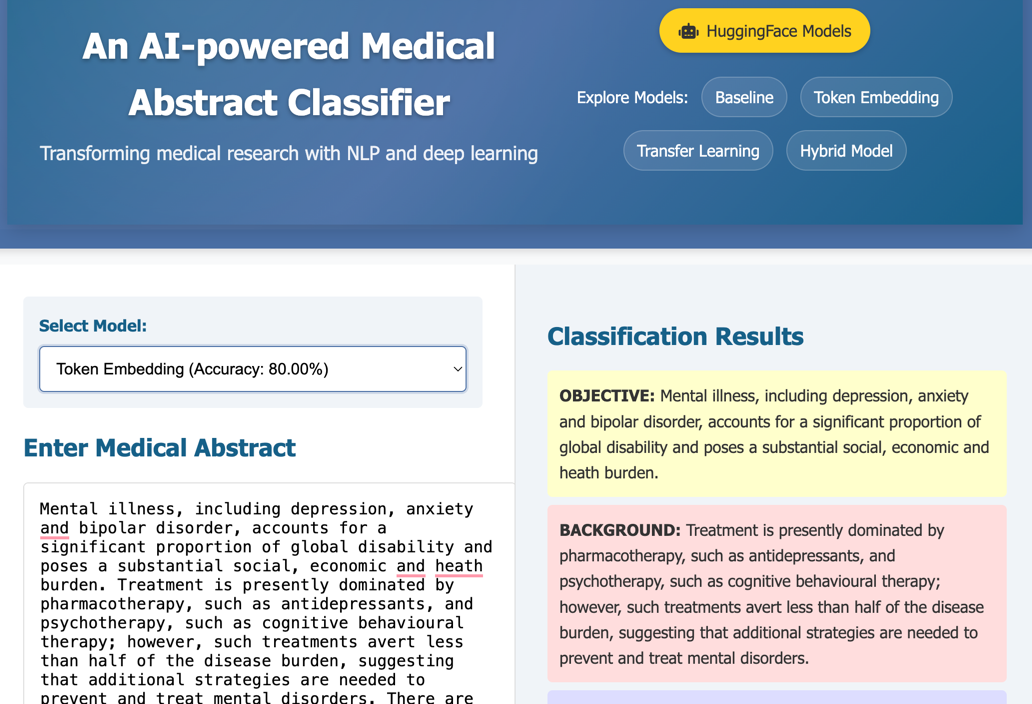 An AI-powered Medical
Abstract Classifier
Transforming medical research with NLP and deep learning
HuggingFace Models
Explore Models:
Baseline
Token Embedding
Transfer Learning
Hybrid Model
Select Model:
Token Embedding (Accuracy: 80.00%)
Enter Medical Abstract
Mental illness, including depression, anxiety
and bipolar disorder, accounts for a
significant proportion of global disability and
poses a substantial social, economic and heath
burden. Treatment is presently dominated by
pharmacotherapy, such as antidepressants, and
psychotherapy, such as cognitive behavioural
therapy; however, such treatments avert less
than half of the disease burden, suggesting
that additional strategies are needed to
prevent and treat mental disorders. There are
Classification Results
OBJECTIVE: Mental illness, including depression, anxiety
and bipolar disorder, accounts for a significant proportion of
global disability and poses a substantial social, economic and
heath burden.
BACKGROUND: Treatment is presently dominated by
pharmacotherapy, such as antidepressants, and
psychotherapy, such as cognitive behavioural therapy;
however, such treatments avert less than half of the disease
burden, suggesting that additional strategies are needed to
prevent and treat mental disorders.